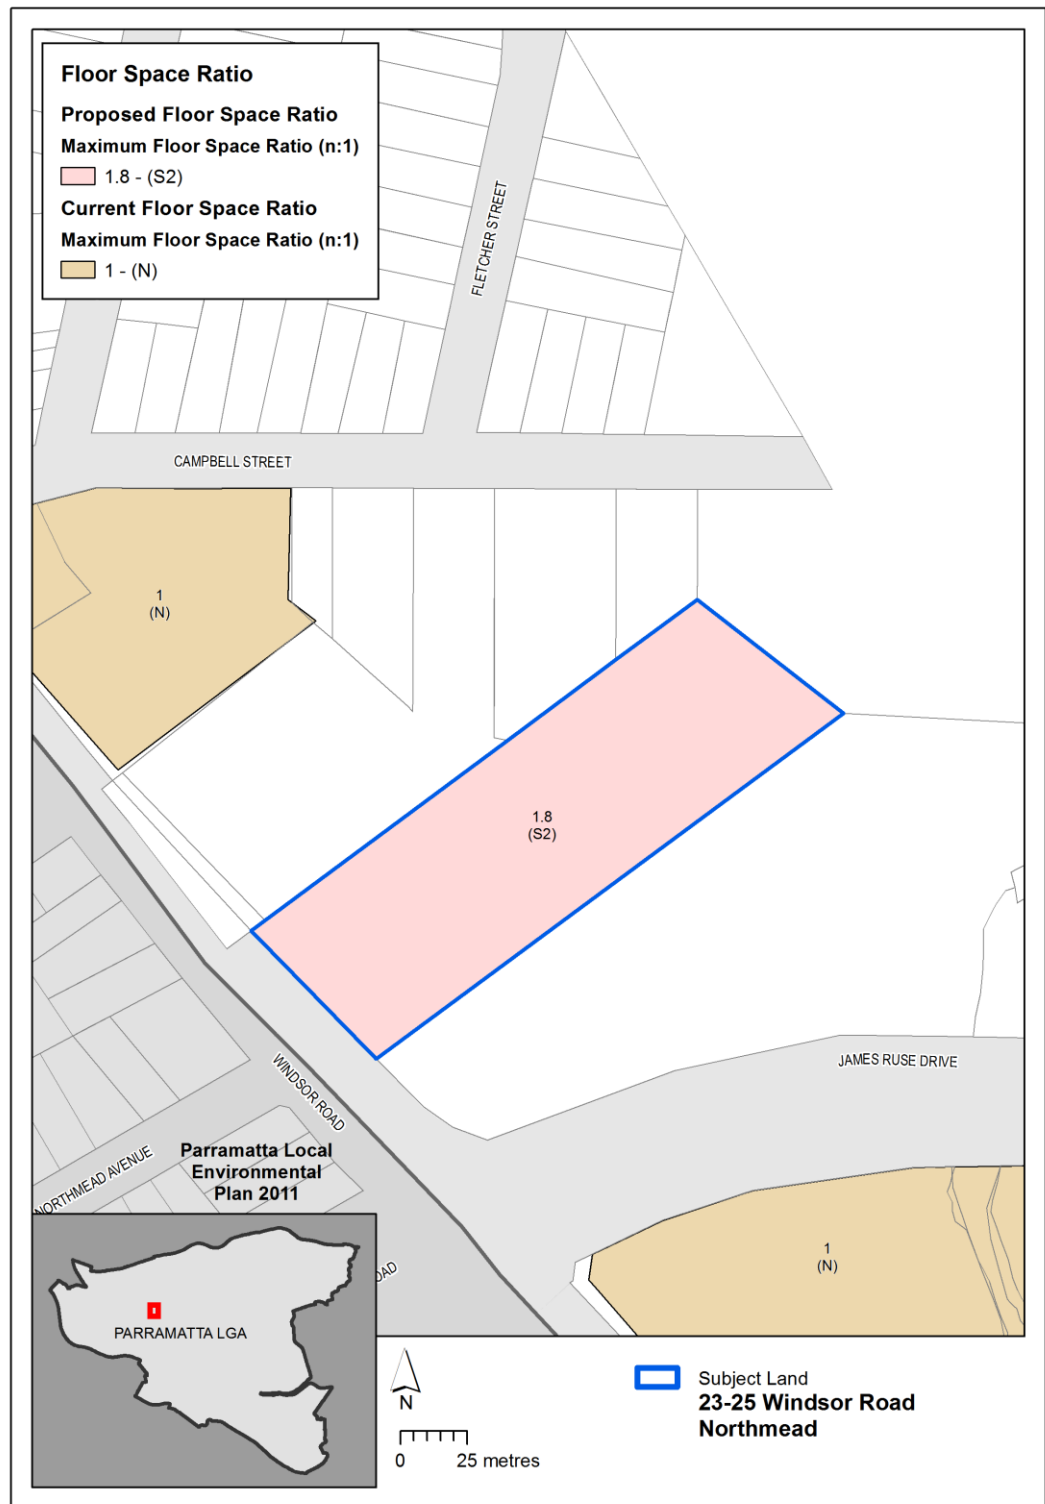 Floor Space Ratio
Proposed Floor Space Ratio
Maximum Floor Space Ratio (n:1)
1.8 - (S2)
Current Floor Space Ratio
Maximum Floor Space Ratio (n:1)
1 - (N)
FLETCHER STREET
CAMPBELL STREET
1
(N)
1.8
(S2)
JAMES RUSE DRIVE
WINDSOR ROAD
NORTHMEAD AVENUE
Parramatta Local
Environmental
Plan 2011
1
(N)
PARRAMATTA LGA
N
0 25 metres
Subject Land
23-25 Windsor Road
Northmead